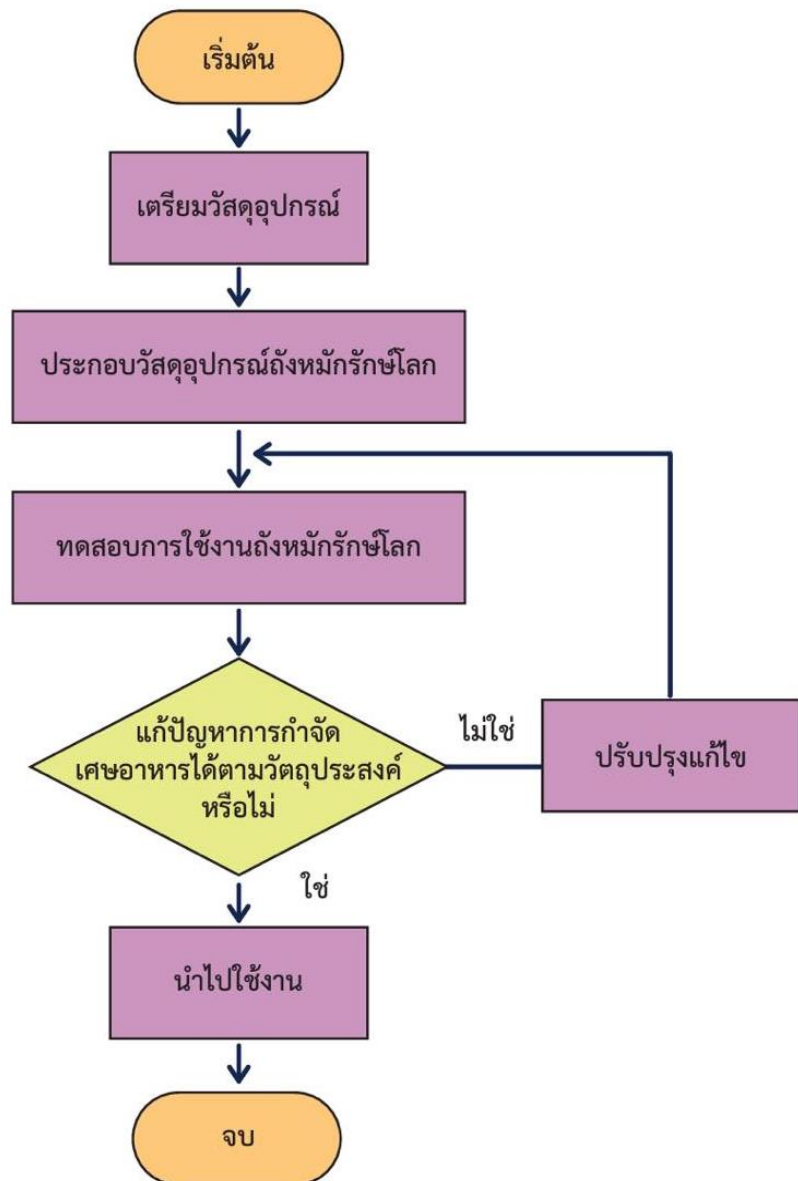 เริ่มต้น
เตรียมวัสดุอุปกรณ์
ประกอบวัสดุอุปกรณ์ถังหมักรักษ์โลก
ทดสอบการใช้งานถังหมักรักษ์โลก
แก้ปัญหาการกำจัด
เศษอาหารได้ตามวัตถุประสงค์
หรือไม่
ไม่ใช่
ปรับปรุงแก้ไข
ใช่
นำไปใช้งาน
จบ